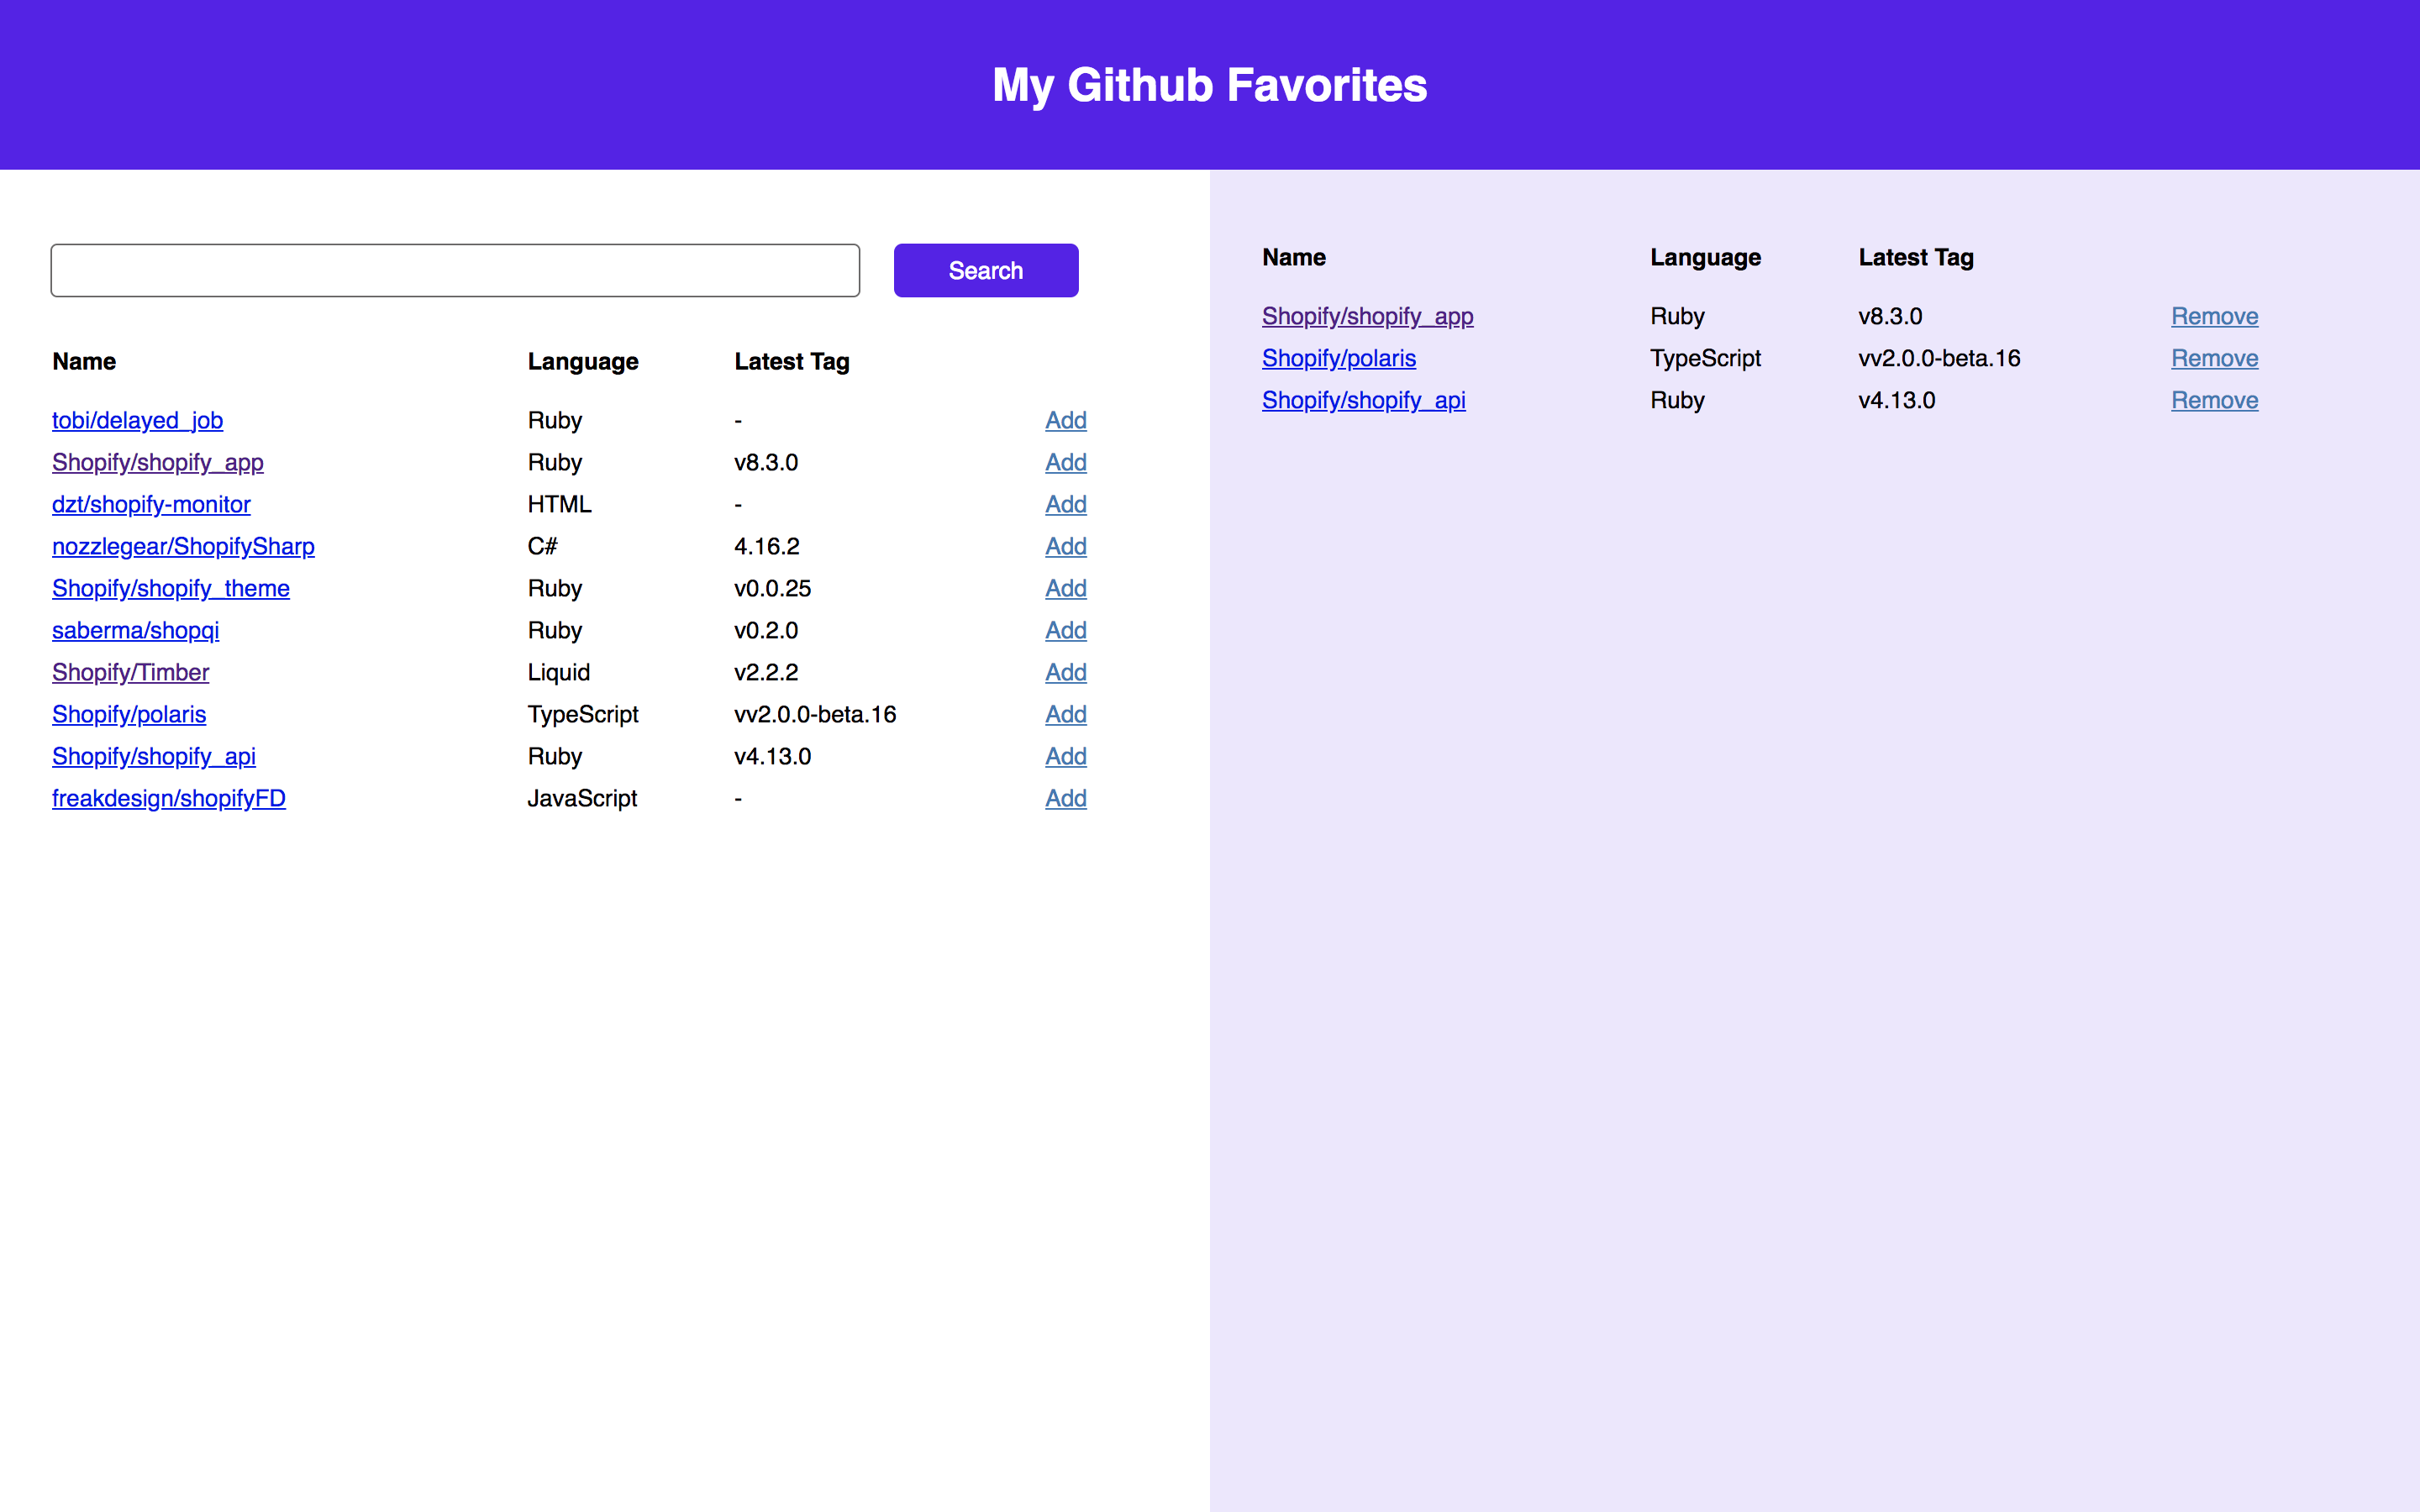 My Github Favorites
Search
Name Language Latest Tag
tobi/delayed_job Ruby - Add
Shopify/shopify_app Ruby v8.3.0 Add
dzt/shopify-monitor HTML - Add
nozzlegear/ShopifySharp C# 4.16.2 Add
Shopify/shopify_theme Ruby v0.0.25 Add
saberma/shopqi Ruby v0.2.0 Add
Shopify/Timber Liquid v2.2.2 Add
Shopify/polaris TypeScript vv2.0.0-beta.16 Add
Shopify/shopify_api Ruby v4.13.0 Add
freakdesign/shopifyFD JavaScript - Add
Name Language Latest Tag
Shopify/shopify_app Ruby v8.3.0 Remove
Shopify/polaris TypeScript vv2.0.0-beta.16 Remove
Shopify/shopify_api Ruby v4.13.0 Remove